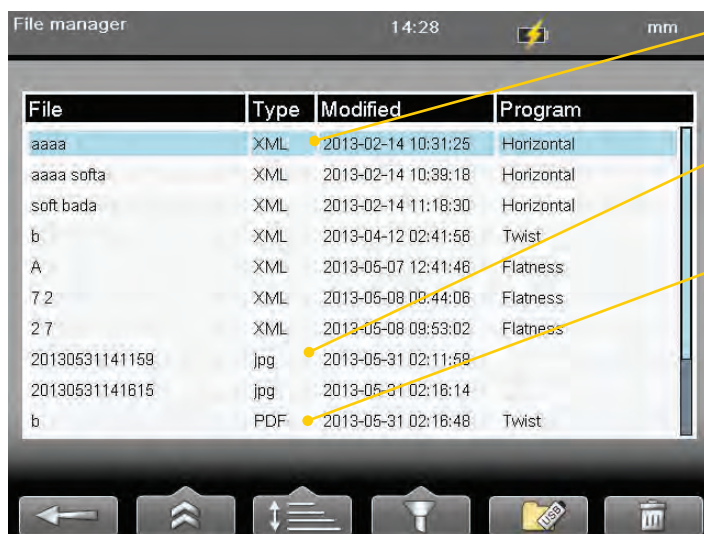 File manager 14:28 mm
File Type Modified Program
aaaa XML 2013-02-14 10:31:25 Horizontal
aaaa softa XML 2013-02-14 10:39:18 Horizontal
soft bada XML 2013-02-14 11:18:30 Horizontal
b XML 2013-04-12 02:41:56 Twist
A XML 2013-05-07 12:41:46 Flatness
7 2 XML 2013-05-08 09:44:06 Flatness
2 7 XML 2013-05-08 09:53:02 Flatness
20130531141159 jpg 2013-05-31 02:11:59
20130531141615 jpg 2013-05-31 02:16:14
b PDF 2013-05-31 02:16:48 Twist
USB